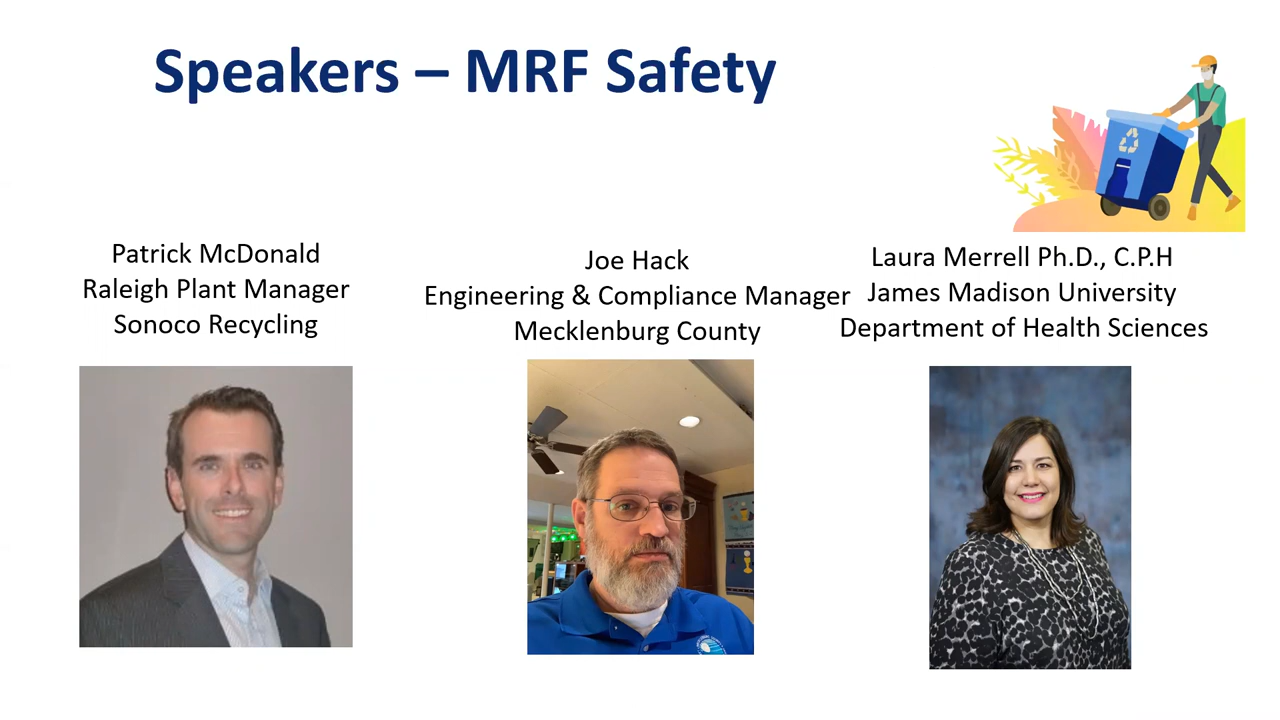 Speakers – MRF Safety
Patrick McDonald
Raleigh Plant Manager
Sonoco Recycling
Joe Hack
Engineering & Compliance Manager
Mecklenburg County
Laura Merrell Ph.D., C.P.H
James Madison University
Department of Health Sciences